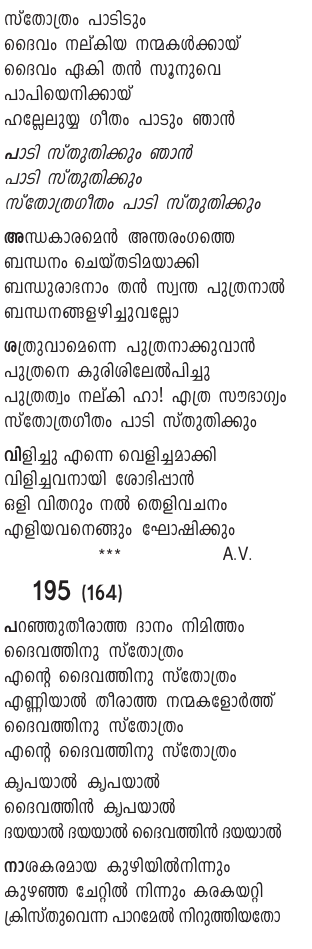 സ്തോത്രം പാടിടും
ദൈവം നല്കിയ നന്മകൾക്കായ്
ദൈവം ഏകി തൻ സൂനുവെ
പാപിയെനിക്കായ്
ഹല്ലേലുയ്യ ഗീതം പാടും ഞാൻ
പാടി സ്തുതിക്കും ഞാൻ
പാടി സ്തുതിക്കും
സ്തോത്രഗീതം പാടി സ്തുതിക്കും
അന്ധകാരമെൻ അന്തരംഗത്തെ
ബന്ധനം ചെയ്തടിമയാക്കി
ബന്ധുരാഭനാം തൻ സ്വന്ത പുത്രനാൽ
ബന്ധനങ്ങളഴിച്ചുവല്ലോ
ശത്രുവാമെന്നെ പുത്രനാക്കുവാൻ
പുത്രനെ കുരിശിലേൽപിച്ചു
പുത്രത്വം നല്കി ഹാ! എത്ര സൗഭാഗ്യം
സ്തോത്രഗീതം പാടി സ്തുതിക്കും
വിളിച്ചു എന്നെ വെളിച്ചമാക്കി
വിളിച്ചവനായി ശോഭിപ്പാൻ
ഒളി വിതറും നൽ തെളിവചനം
എളിയവനെങ്ങും ഘോഷിക്കും
*** A.V.
195 (164)
പറഞ്ഞുതീരാത്ത ദാനം നിമിത്തം
ദൈവത്തിനു സ്തോത്രം
എന്റെ ദൈവത്തിനു സ്തോത്രം
എണ്ണിയാൽ തീരാത്ത നന്മകളോർത്ത്
ദൈവത്തിനു സ്തോത്രം
എന്റെ ദൈവത്തിനു സ്തോത്രം
കൃപയാൽ കൃപയാൽ
ദൈവത്തിൻ കൃപയാൽ
ദയയാൽ ദയയാൽ ദൈവത്തിൻ ദയയാൽ
നാശകരമായ കുഴിയിൽനിന്നും
കുഴഞ്ഞ ചേറ്റിൽ നിന്നും കരകയറ്റി
ക്രിസ്തുവെന്ന പാറമേൽ നിറുത്തിയതോ